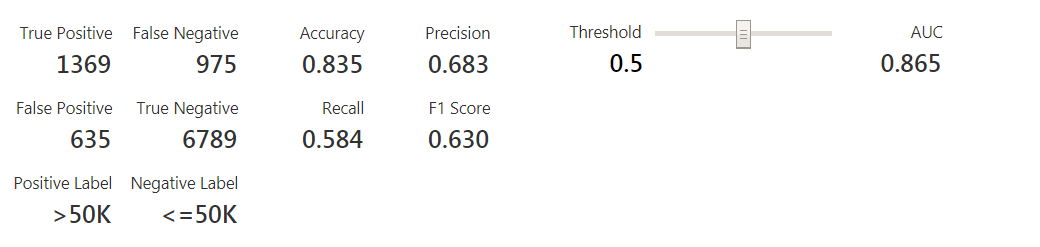 True Positive False Negative Accuracy Precision Threshold AUC
1369 975 0.835 0.683 0.5 0.865
False Positive True Negative Recall F1 Score
635 6789 0.584 0.630
Positive Label Negative Label
>50K <=50K